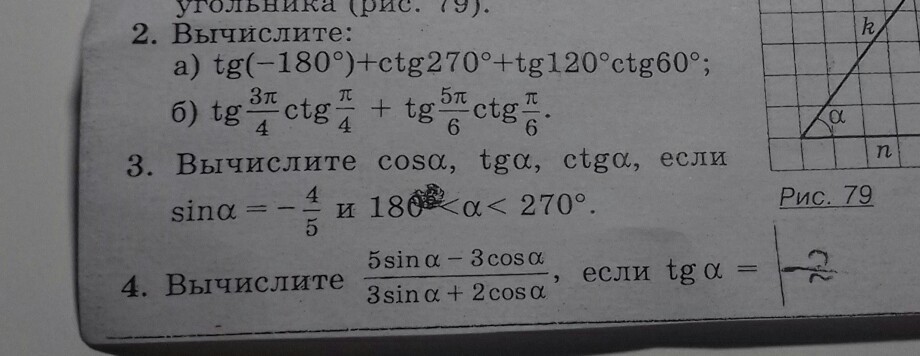 угольника (рис. 79).
2. Вычислите:
а) tg(−180°)+ctg270°+tg120°ctg60°;
б) tg 3π/4 ctg π/4 + tg 5π/6 ctg π/6.
3. Вычислите cosα, tgα, ctgα, если
sinα = − 4/5 и 180 <α< 270°.
4. Вычислите (5sinα − 3cosα)/(3sinα + 2cosα), если tgα =
k
α
n
Рис. 79